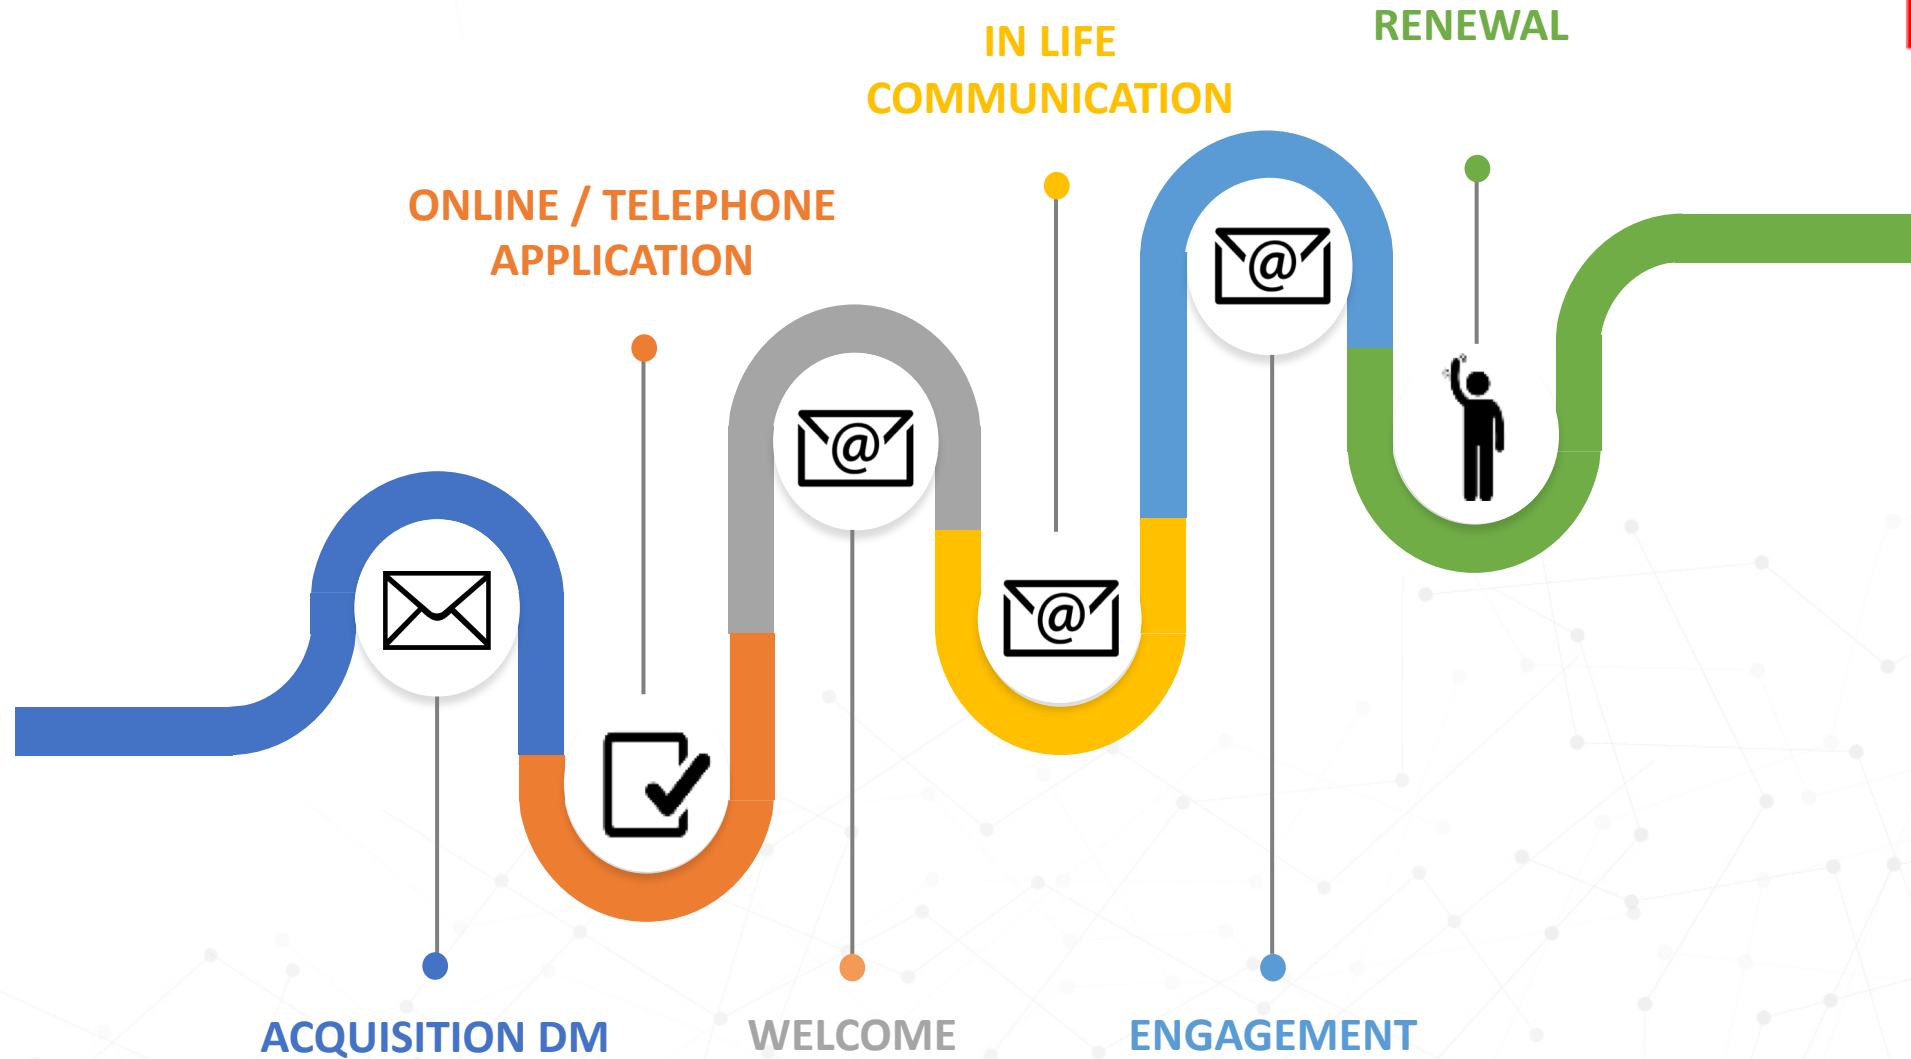 RENEWAL
IN LIFE
COMMUNICATION
ONLINE / TELEPHONE
APPLICATION
@
@
@
ACQUISITION DM
WELCOME
ENGAGEMENT